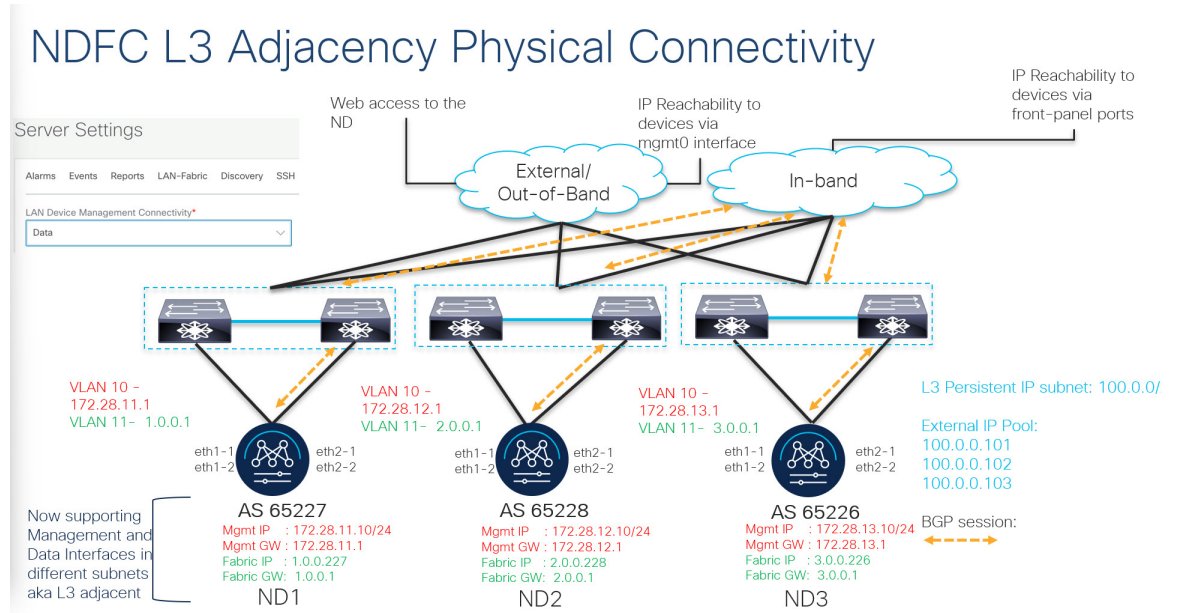 NDFC L3 Adjacency Physical Connectivity
Server Settings
Alarms Events Reports LAN-Fabric Discovery SSH
LAN Device Management Connectivity*
Data
Web access to the
ND
IP Reachability to
devices via
mgmt0 interface
IP Reachability to
devices via
front-panel ports
External/
Out-of-Band
In-band
VLAN 10 -
172.28.11.1
VLAN 11- 1.0.0.1
VLAN 10 -
172.28.12.1
VLAN 11- 2.0.0.1
VLAN 10 -
172.28.13.1
VLAN 11- 3.0.0.1
L3 Persistent IP subnet: 100.0.0/
External IP Pool:
100.0.0.101
100.0.0.102
100.0.0.103
BGP session:
eth1-1
eth1-2
eth2-1
eth2-2
eth1-1
eth1-2
eth2-1
eth2-2
eth1-1
eth1-2
eth2-1
eth2-2
Now supporting
Management and
Data Interfaces in
different subnets
aka L3 adjacent
AS 65227
Mgmt IP : 172.28.11.10/24
Mgmt GW : 172.28.11.1
Fabric IP : 1.0.0.227
Fabric GW: 1.0.0.1
ND1
AS 65228
Mgmt IP : 172.28.12.10/24
Mgmt GW : 172.28.12.1
Fabric IP : 2.0.0.228
Fabric GW: 2.0.0.1
ND2
AS 65226
Mgmt IP : 172.28.13.10/24
Mgmt GW : 172.28.13.1
Fabric IP : 3.0.0.226
Fabric GW: 3.0.0.1
ND3